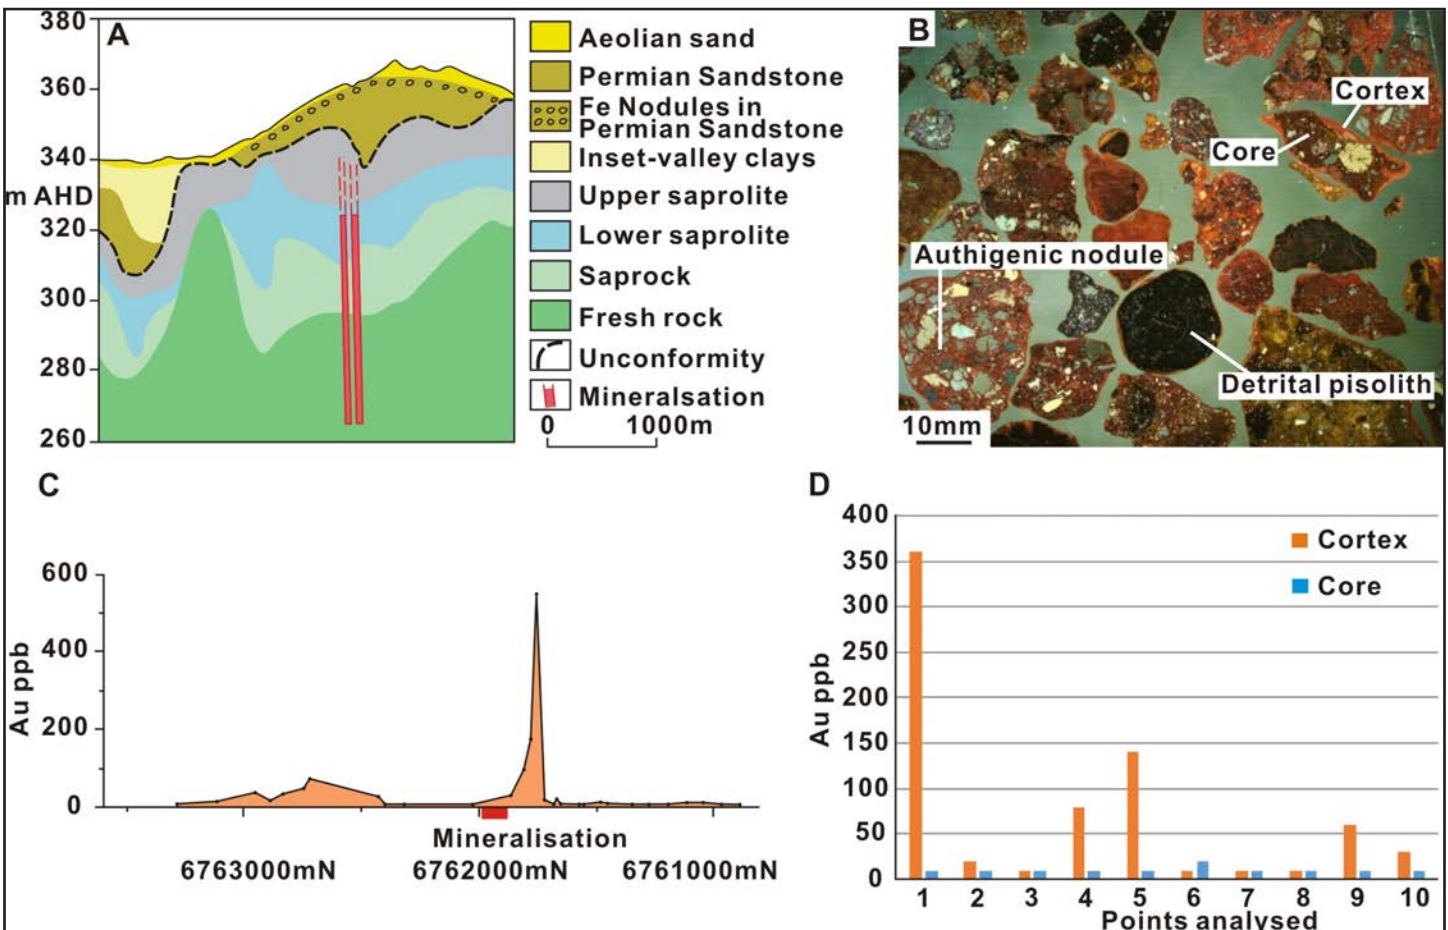 A
380
360
340
m AHD
320
300
280
260
Aeolian sand
Permian Sandstone
Fe Nodules in
Permian Sandstone
Inset-valley clays
Upper saprolite
Lower saprolite
Saprock
Fresh rock
Unconformity
Mineralsation
0 1000m
B
Cortex
Core
Authigenic nodule
Detrital pisolith
10mm
C
600
400
200
0
Au ppb
Mineralisation
6763000mN 6762000mN 6761000mN
D
400
350
300
250
200
150
100
50
0
Au ppb
Cortex
Core
1 2 3 4 5 6 7 8 9 10
Points analysed